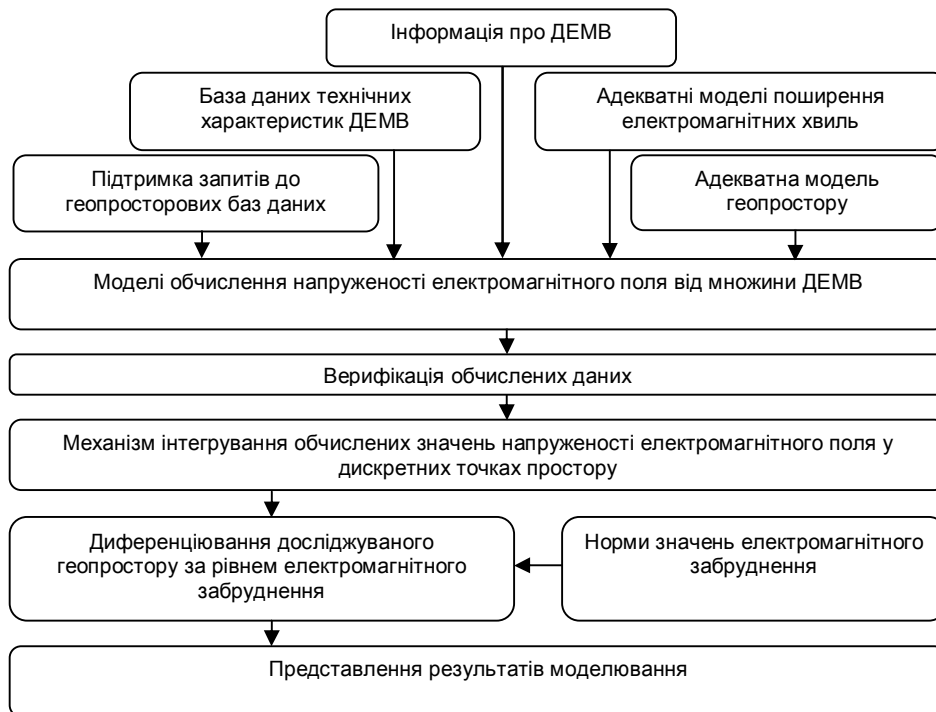 Інформація про ДЕМВ
База даних технічних
характеристик ДЕМВ
Адекватні моделі поширення
електромагнітних хвиль
Підтримка запитів до
геопросторових баз даних
Адекватна модель
геопростору
Моделі обчислення напруженості електромагнітного поля від множини ДЕМВ
Верифікація обчислених даних
Механізм інтегрування обчислених значень напруженості електромагнітного поля у
дискретних точках простору
Диференціювання досліджуваного
геопростору за рівнем електромагнітного
забруднення
Норми значень електромагнітного
забруднення
Представлення результатів моделювання